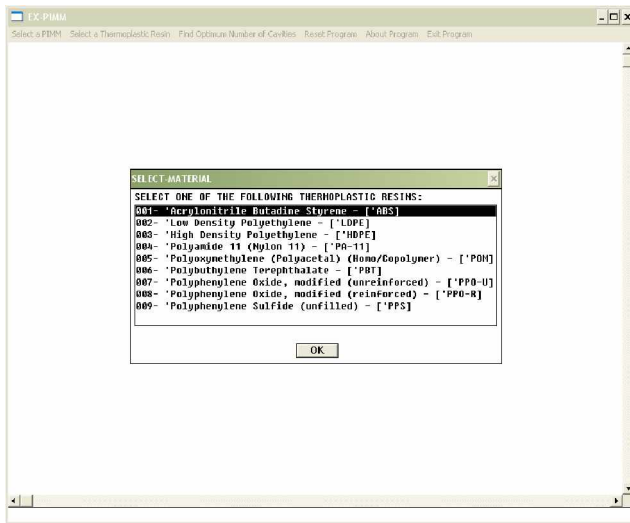 EX-PIMM
Select a PIMM Select a Thermoplastic Resin Find Optimum Number of Cavities Reset Program About Program Exit Program
SELECT-MATERIAL
SELECT ONE OF THE FOLLOWING THERMOPLASTIC RESINS:
001- 'Acrylonitrile Butadine Styrene - ['ABS]
002- 'Low Density Polyethylene - ['LDPE]
003- 'High Density Polyethylene - ['HDPE]
004- 'Polyamide 11 (Nylon 11) - ['PA-11]
005- 'Polyoxymethylene (Polyacetal) (Homo/Copolymer) - ['POM]
006- 'Polybuthylene Terephthalate - ['PBT]
007- 'Polyphenylene Oxide, modified (unreinforced) - ['PPO-U]
008- 'Polyphenylene Oxide, modified (reinforced) - ['PPO-R]
009- 'Polyphenylene Sulfide (unfilled) - ['PPS]
OK